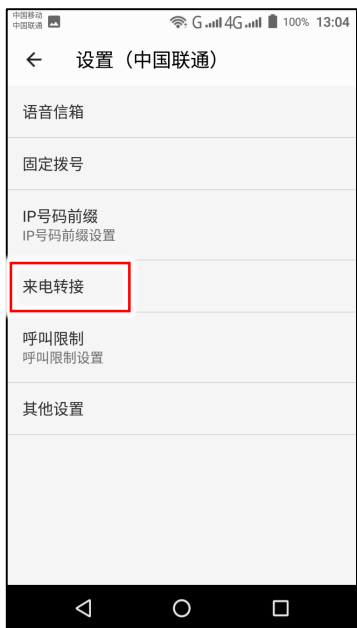 中国移动
中国联通
G 4G 100% 13:04
设置（中国联通）
语音信箱
固定拨号
IP号码前缀
IP号码前缀设置
来电转接
呼叫限制
呼叫限制设置
其他设置